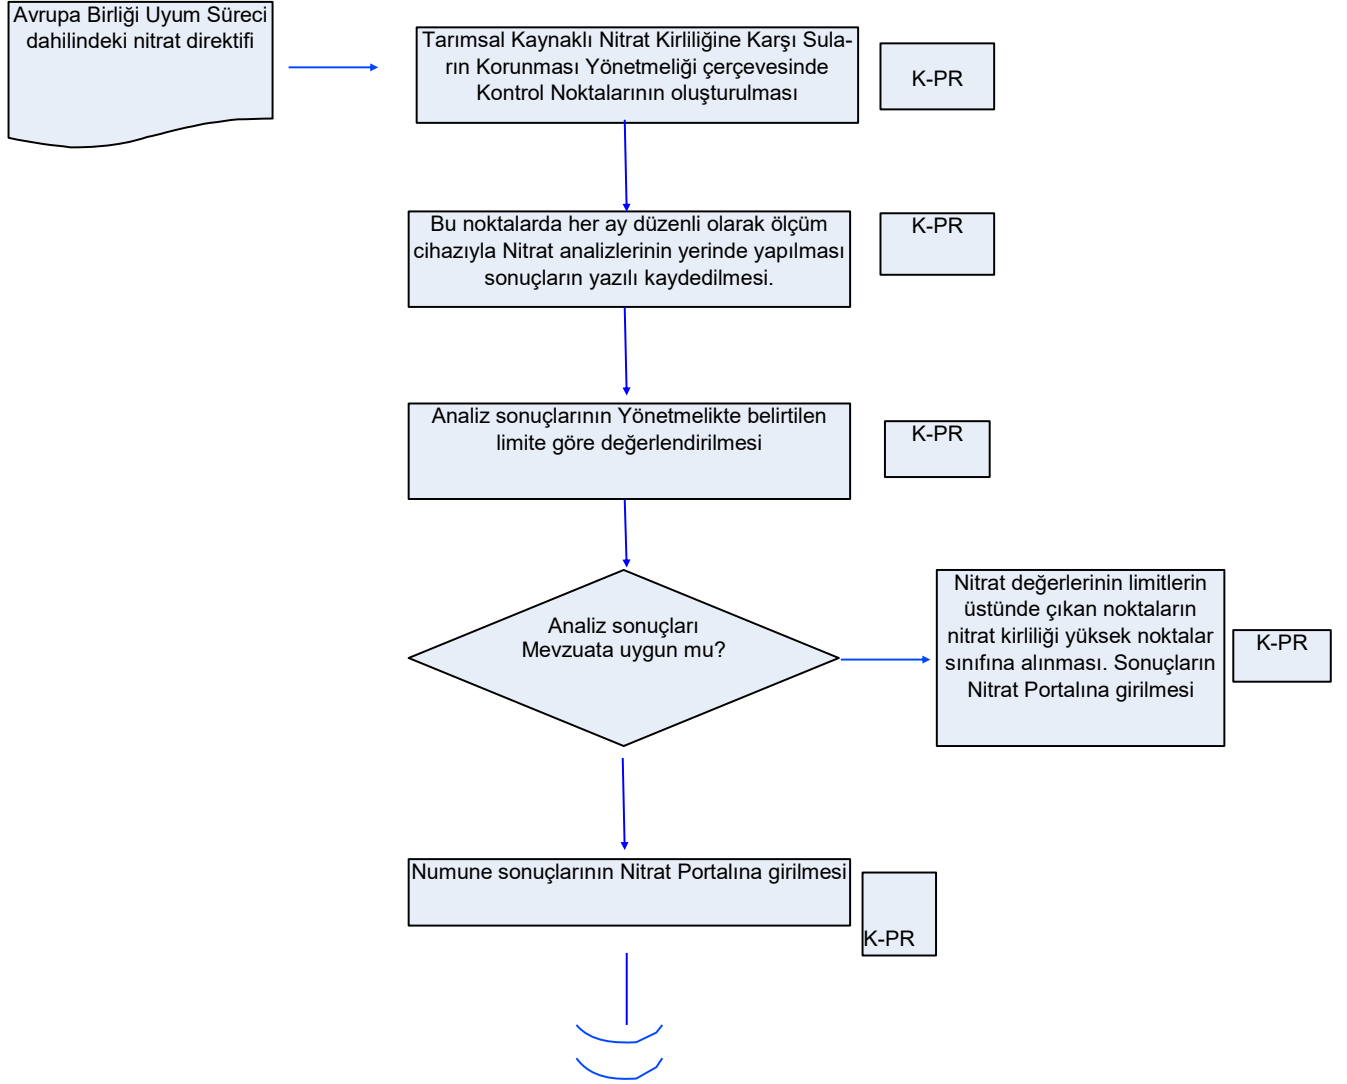 Avrupa Birliği Uyum Süreci
dahilindeki nitrat direktifi
Tarımsal Kaynaklı Nitrat Kirliliğine Karşı Sula-
rın Korunması Yönetmeliği çerçevesinde
Kontrol Noktalarının oluşturulması
K-PR
Bu noktalarda her ay düzenli olarak ölçüm
cihazıyla Nitrat analizlerinin yerinde yapılması
sonuçların yazılı kaydedilmesi.
K-PR
Analiz sonuçlarının Yönetmelikte belirtilen
limite göre değerlendirilmesi
K-PR
Analiz sonuçları
Mevzuata uygun mu?
Nitrat değerlerinin limitlerin
üstünde çıkan noktaların
nitrat kirliliği yüksek noktalar
sınıfına alınması. Sonuçların
Nitrat Portalına girilmesi
K-PR
Numune sonuçlarının Nitrat Portalına girilmesi
K-PR